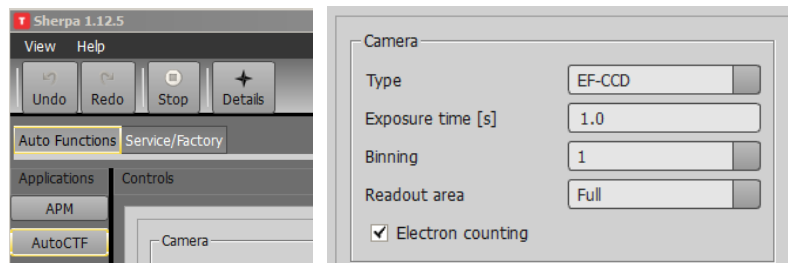 T Sherpa 1.12.5
View Help
Undo Redo Stop Details
Auto Functions Service/Factory
Applications Controls
APM
AutoCTF
Camera
Camera
Type EF-CCD
Exposure time [s] 1.0
Binning 1
Readout area Full
Electron counting